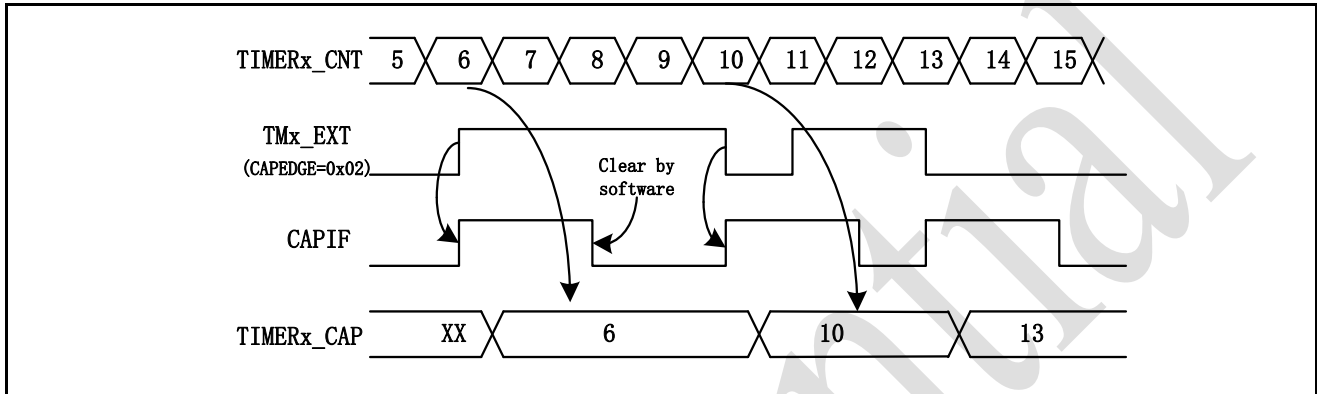 TIMERx_CNT 5 6 7 8 9 10 11 12 13 14 15
TMx_EXT
(CAPEDGE=0x02)
Clear by
software
CAPIF
TIMERx_CAP XX 6 10 13
ntial